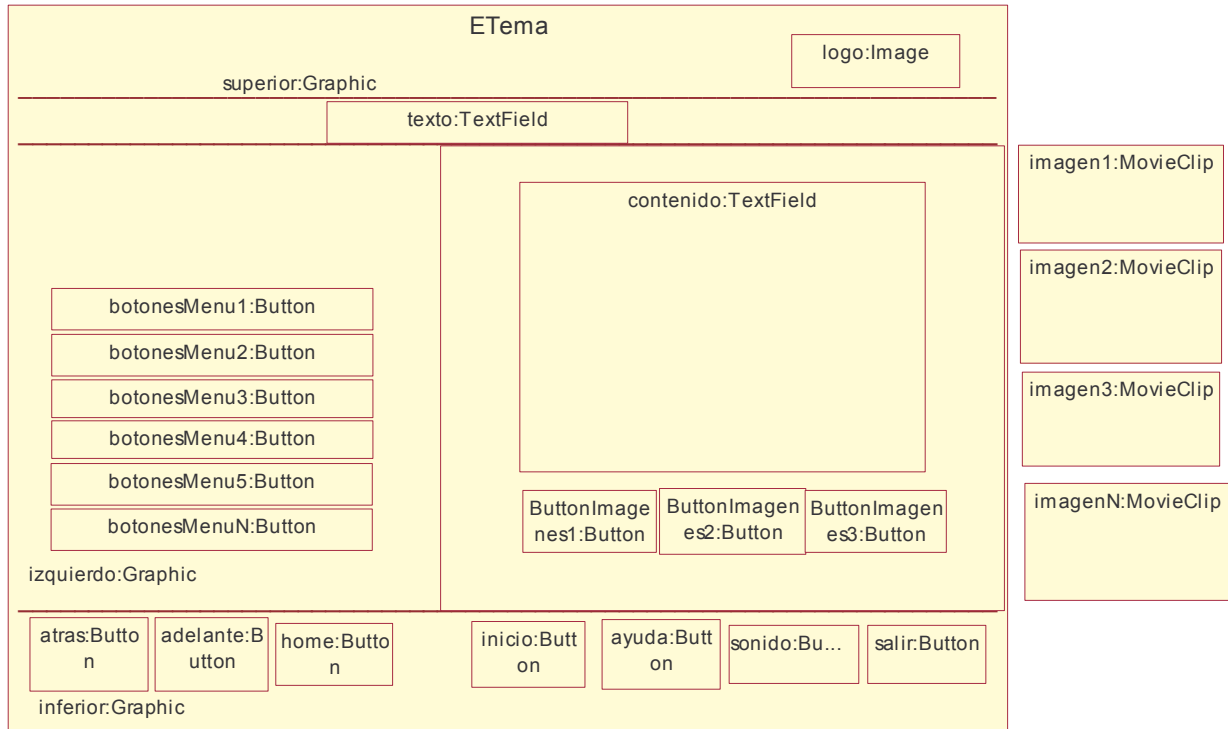 ETema
logo:Image
superior:Graphic
texto:TextField
contenido:TextField
botonesMenu1:Button
botonesMenu2:Button
botonesMenu3:Button
botonesMenu4:Button
botonesMenu5:Button
botonesMenuN:Button
izquierdo:Graphic
ButtonImage
nes1:Button
ButtonImagen
es2:Button
ButtonImagen
es3:Button
imagen1:MovieClip
imagen2:MovieClip
imagen3:MovieClip
imagenN:MovieClip
atras:Butto
n
adelante:B
utton
home:Butto
n
inicio:Butt
on
ayuda:Butt
on
sonido:Bu...
salir:Button
inferior:Graphic